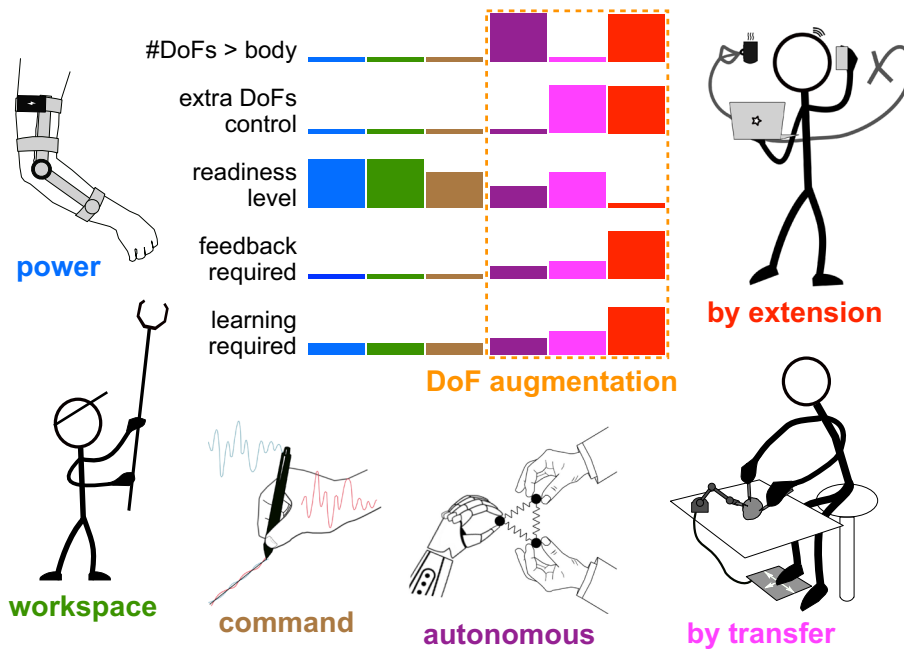 #DoFs > body
extra DoFs
control
readiness
level
feedback
required
learning
required
DoF augmentation
power
by extension
workspace
command
autonomous
by transfer